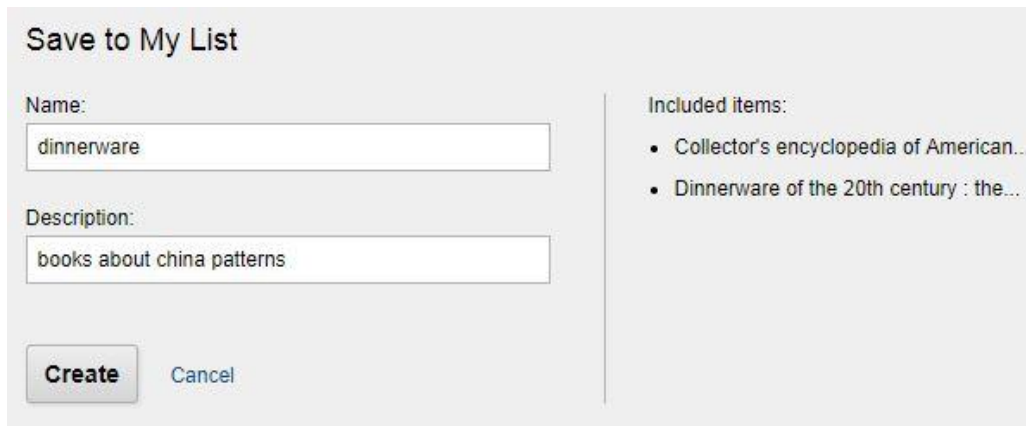 Save to My List
Name:
dinnerware
Description:
books about china patterns
Create
Cancel
Included items:
Collector's encyclopedia of American..
Dinnerware of the 20th century : the...